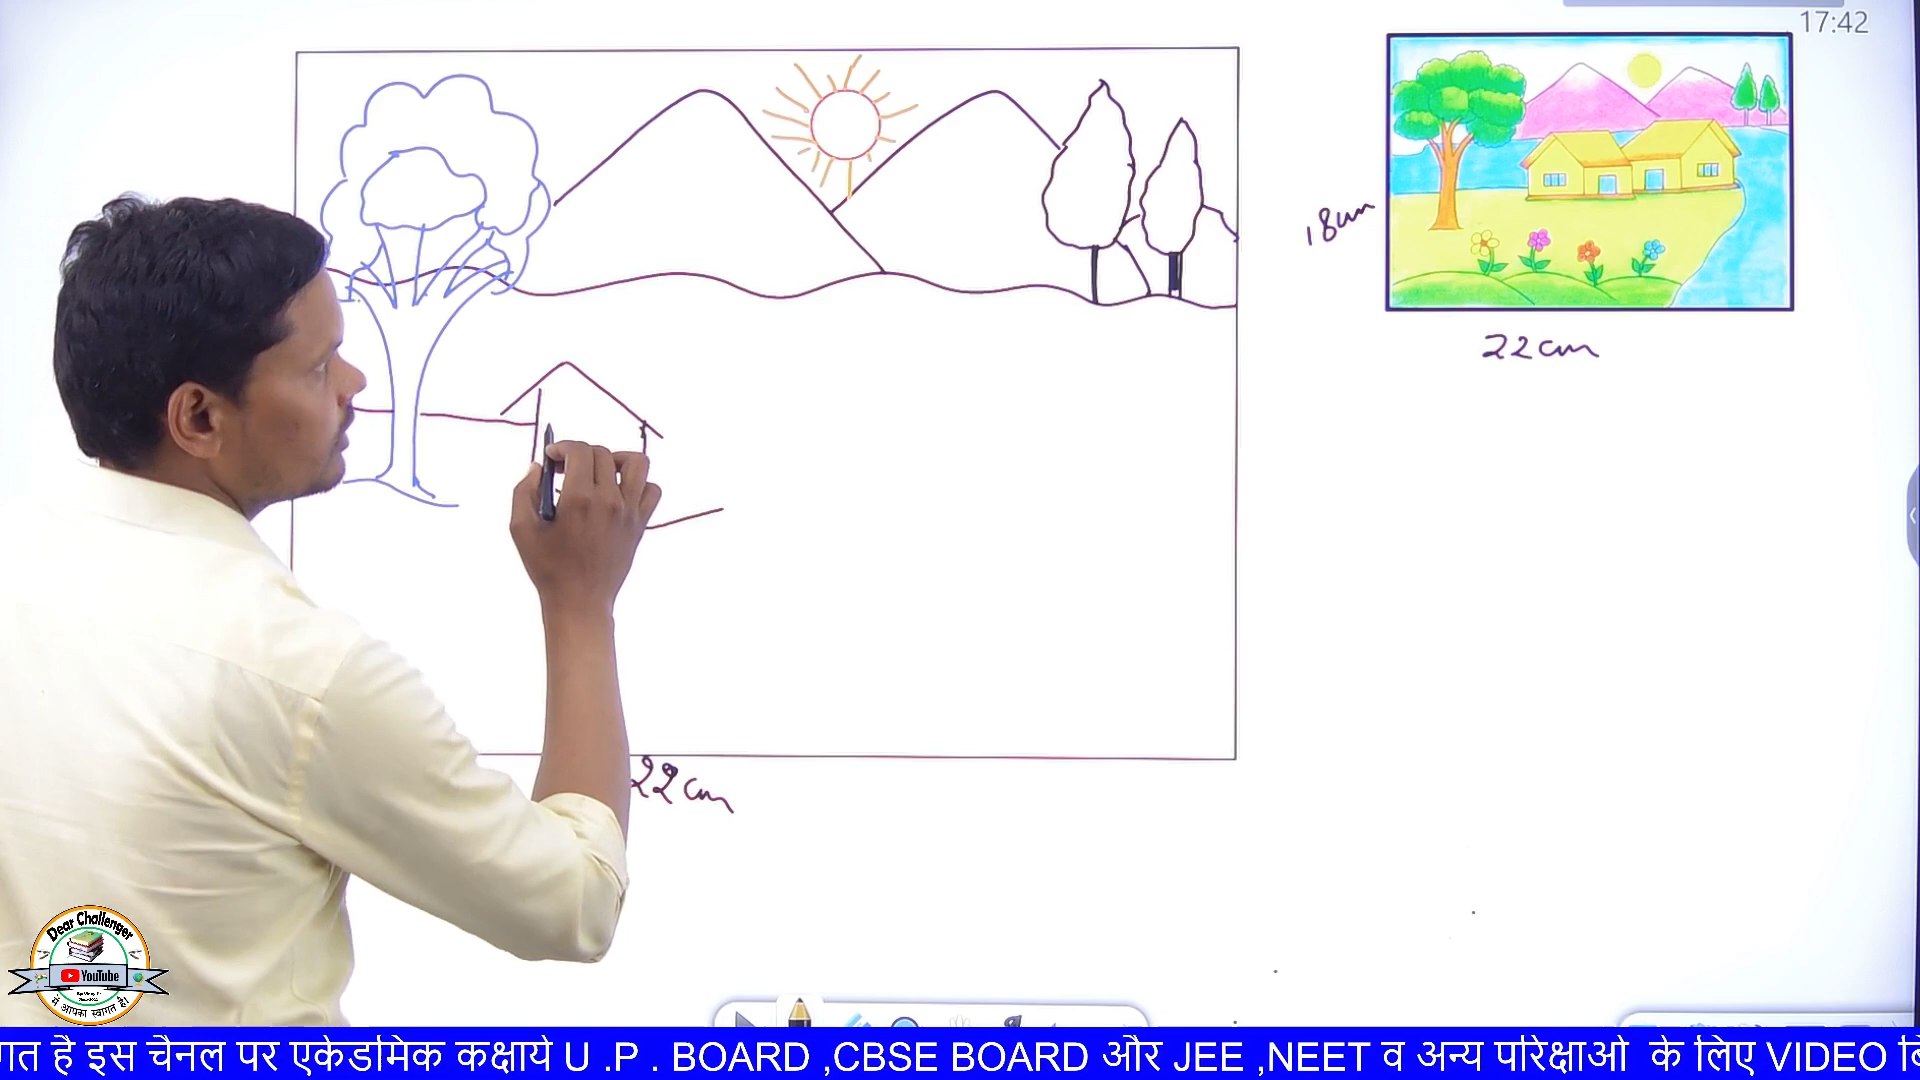 17:42
18cm
22cm
22cm
Dear Challenger
YouTube
में आपका स्वागत है।
गत है इस चैनल पर एकेडमिक कक्षाये U .P . BOARD ,CBSE BOARD और JEE ,NEET व अन्य परिक्षाओ के लिए VIDEO